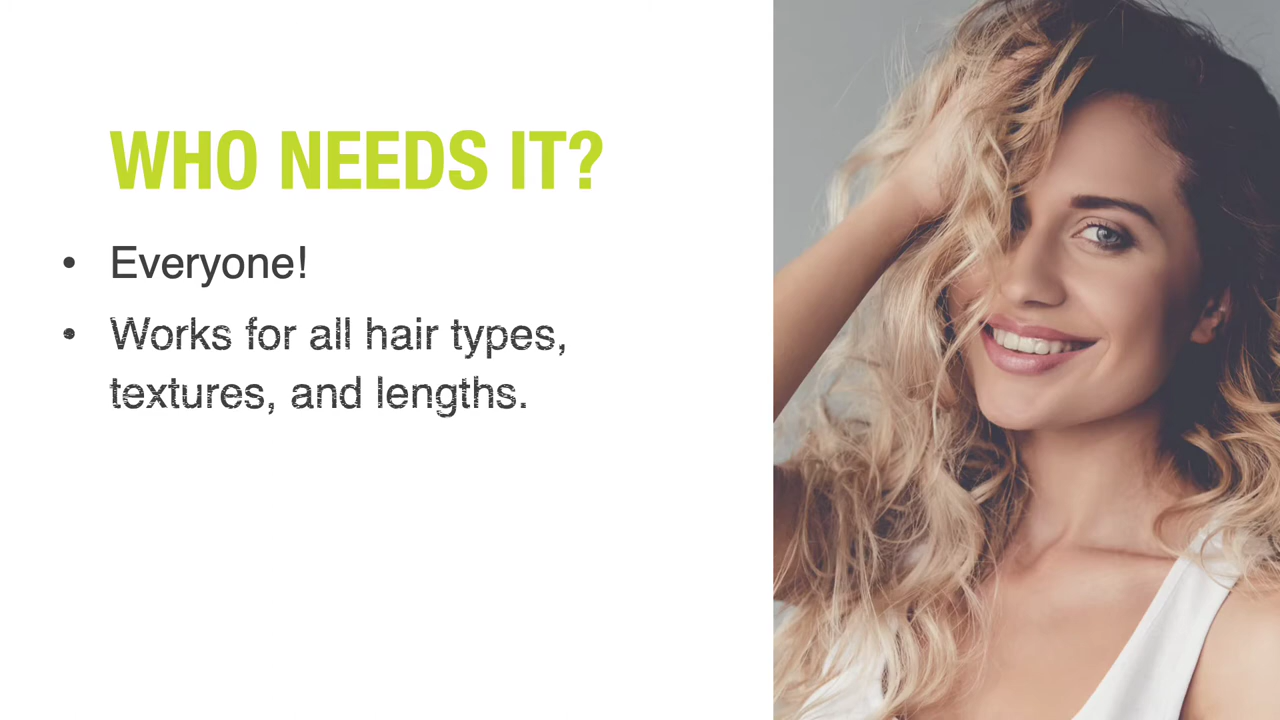 WHO NEEDS IT?
• Everyone!
• Works for all hair types,
textures, and lengths.